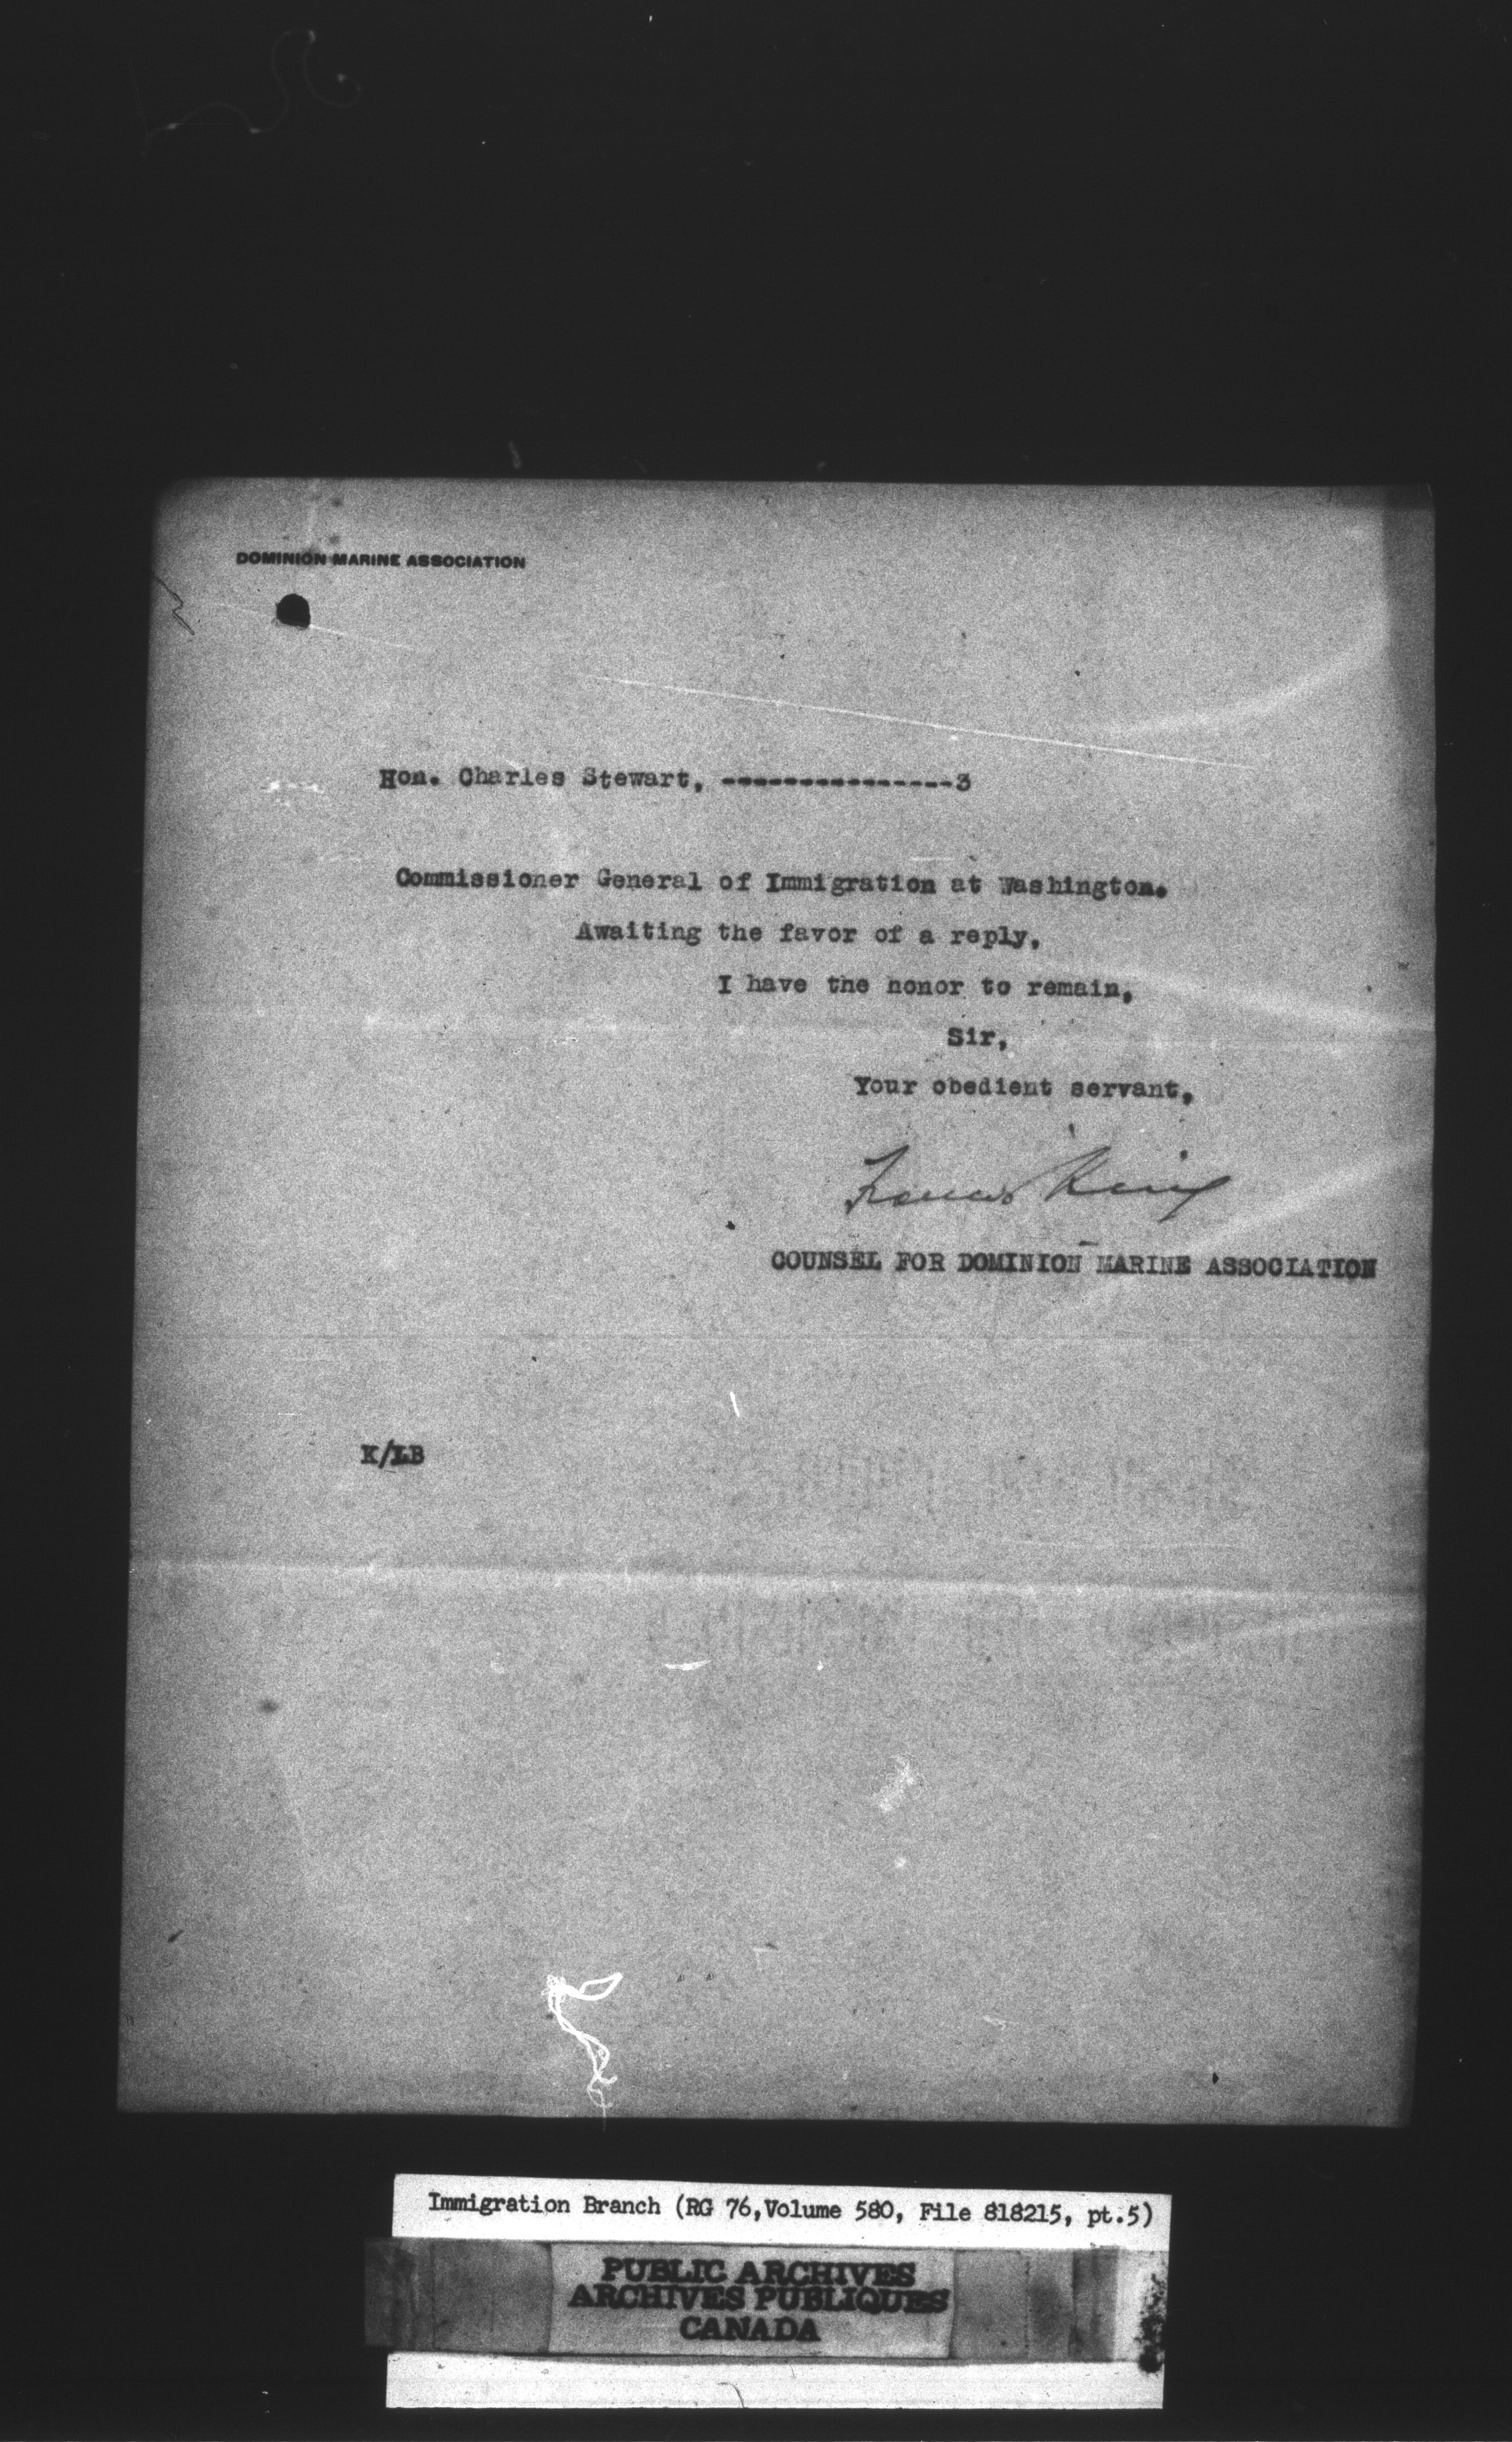 DOMINION MARINE ASSOCIATION
Hon. Charles Stewart, ---------------3
Commissioner General of Immigration at Washington.
Awaiting the favor of a reply,
I have the honor to remain,
Sir,
Your obedient servant,
Francis King
COUNSEL FOR DOMINION MARINE ASSOCIATION
K/LB
Immigration Branch (RG 76, Volume 580, File 818215, pt.5)
PUBLIC ARCHIVES
ARCHIVES PUBLIQUES
CANADA